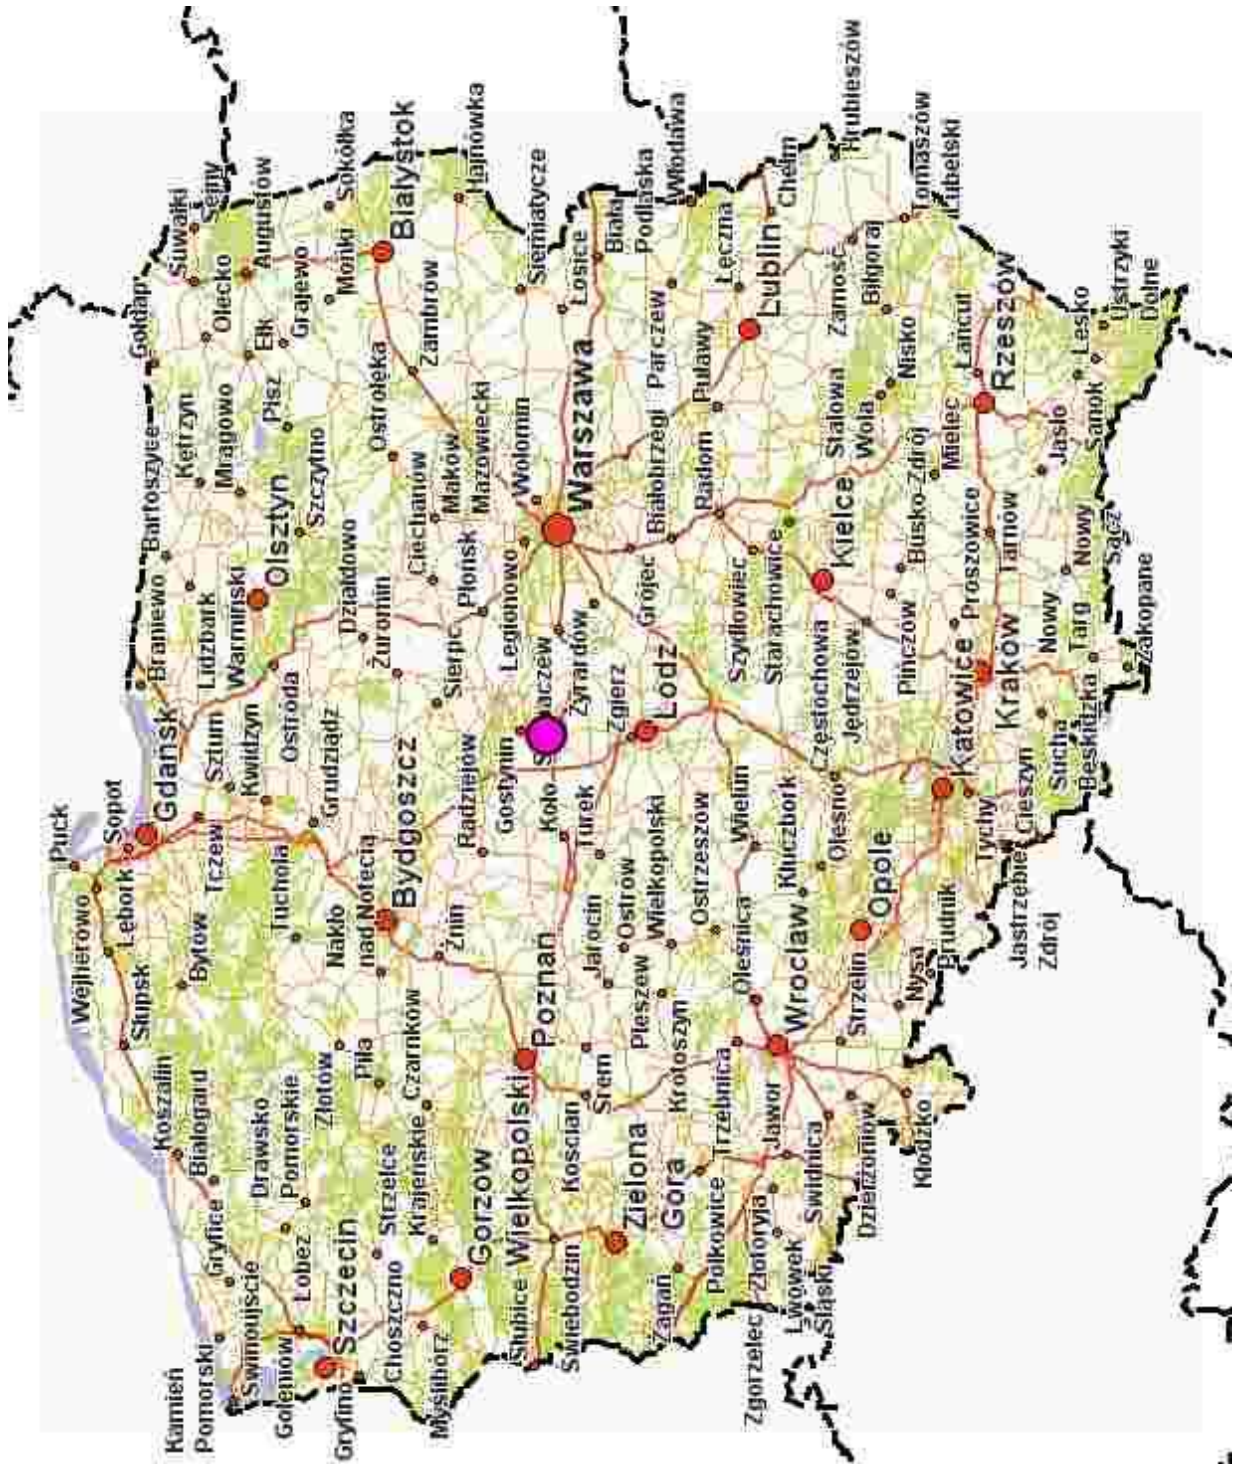 Puck
Wejherowo
Sopot
Lębork
Gdańsk
Słupsk
Bytów
Tczew
Koszalin
Białogard
Kamień
Pomorski
Świnoujście
Gryfice
Goleniów
Łobez
Drawsko
Pomorskie
Szczecin
Gryfino
Choszczno
Myślibórz
Strzelce
Krajeńskie
Gorzów
Wielkopolski
Złotów
Piła
Czarnków
Tuchola
Nakło
nad Notecią
Bydgoszcz
Żnin
Braniewo
Bartoszyce
Lidzbark
Warmiński
Kętrzyn
Mrągowo
Gołdap
Suwałki
Sejny
Olecko
Augustów
Ełk
Grajewo
Mońki
Sokółka
Białystok
Hajnówka
Pisz
Olsztyn
Szczytno
Sztum
Kwidzyn
Ostróda
Grudziądz
Działdowo
Żuromin
Ciechanów
Maków
Mazowiecki
Ostrołęka
Zambrów
Siemiatycze
Łosice
Biała
Podlaska
Sierpc
Płońsk
Legionowo
Wołomin
Warszawa
Żyrardów
Grójec
Białobrzegi
Radziejów
Gostynin
Koło
Turek
Zgierz
Łódź
Poznań
Słubice
Świebodzin
Kościan
Śrem
Jarocin
Ostrów
Wielkopolski
Ostrzeszów
Pleszew
Krotoszyn
Zielona
Góra
Żagań
Polkowice
Trzebnica
Jawor
Złotoryja
Lwówek
Śląski
Zgorzelec
Świdnica
Dzierżoniów
Kłodzko
Wrocław
Oleśnica
Strzelin
Nysa
Prudnik
Opole
Kluczbork
Olesno
Wieluń
Częstochowa
Jędrzejów
Pińczów
Proszowice
Busko-Zdrój
Kielce
Szydłowiec
Starachowice
Radom
Puławy
Parczew
Włodawa
Łęczna
Lublin
Chełm
Hrubieszów
Zamość
Biłgoraj
Tomaszów
Lubelski
Stalowa
Wola
Nisko
Mielec
Łańcut
Rzeszów
Jasło
Sanok
Lesko
Ustrzyki
Dolne
Tarnów
Nowy
Sącz
Nowy
Targ
Zakopane
Kraków
Katowice
Tychy
Cieszyn
Jastrzębie
Zdrój
Sucha
Beskidzka